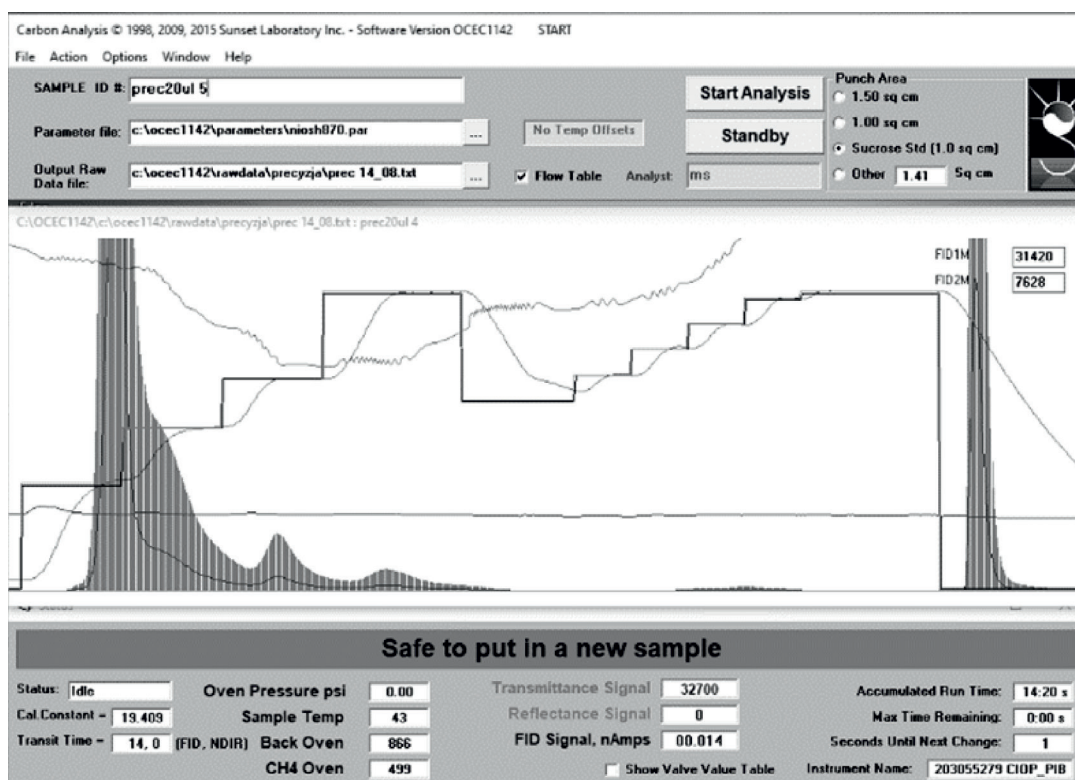 Carbon Analysis © 1998, 2009, 2015 Sunset Laboratory Inc. - Software Version OCEC1142 START
File Action Options Window Help
SAMPLE ID #: prec20ul 5
Parameter file: c:\ocec1142\parameters\niosh870.par ...
Output Raw Data file: c:\ocec1142\rawdata\precyzja\prec 14_08.txt ...
No Temp Offsets
Flow Table Analyst: ms
Start Analysis
Standby
Punch Area
1.50 sq cm
1.00 sq cm
Sucrose Std (1.0 sq cm)
Other 1.41 Sq cm
C:\OCEC1142\c:\ocec1142\rawdata\precyzja\prec 14_08.txt : prec20ul 4
FID1M 31420
FID2M 7628
Safe to put in a new sample
Status: Idle
Cal.Constant = 19.409
Transit Time = 14, 0 (FID, NDIR)
Oven Pressure psi 0.00
Sample Temp 43
Back Oven 866
CH4 Oven 499
Transmittance Signal 32700
Reflectance Signal 0
FID Signal, nAmps 00.014
Show Valve Value Table
Accumulated Run Time: 14:20 s
Max Time Remaining: 0:00 s
Seconds Until Next Change: 1
Instrument Name: 203055279 CIOP_PIB